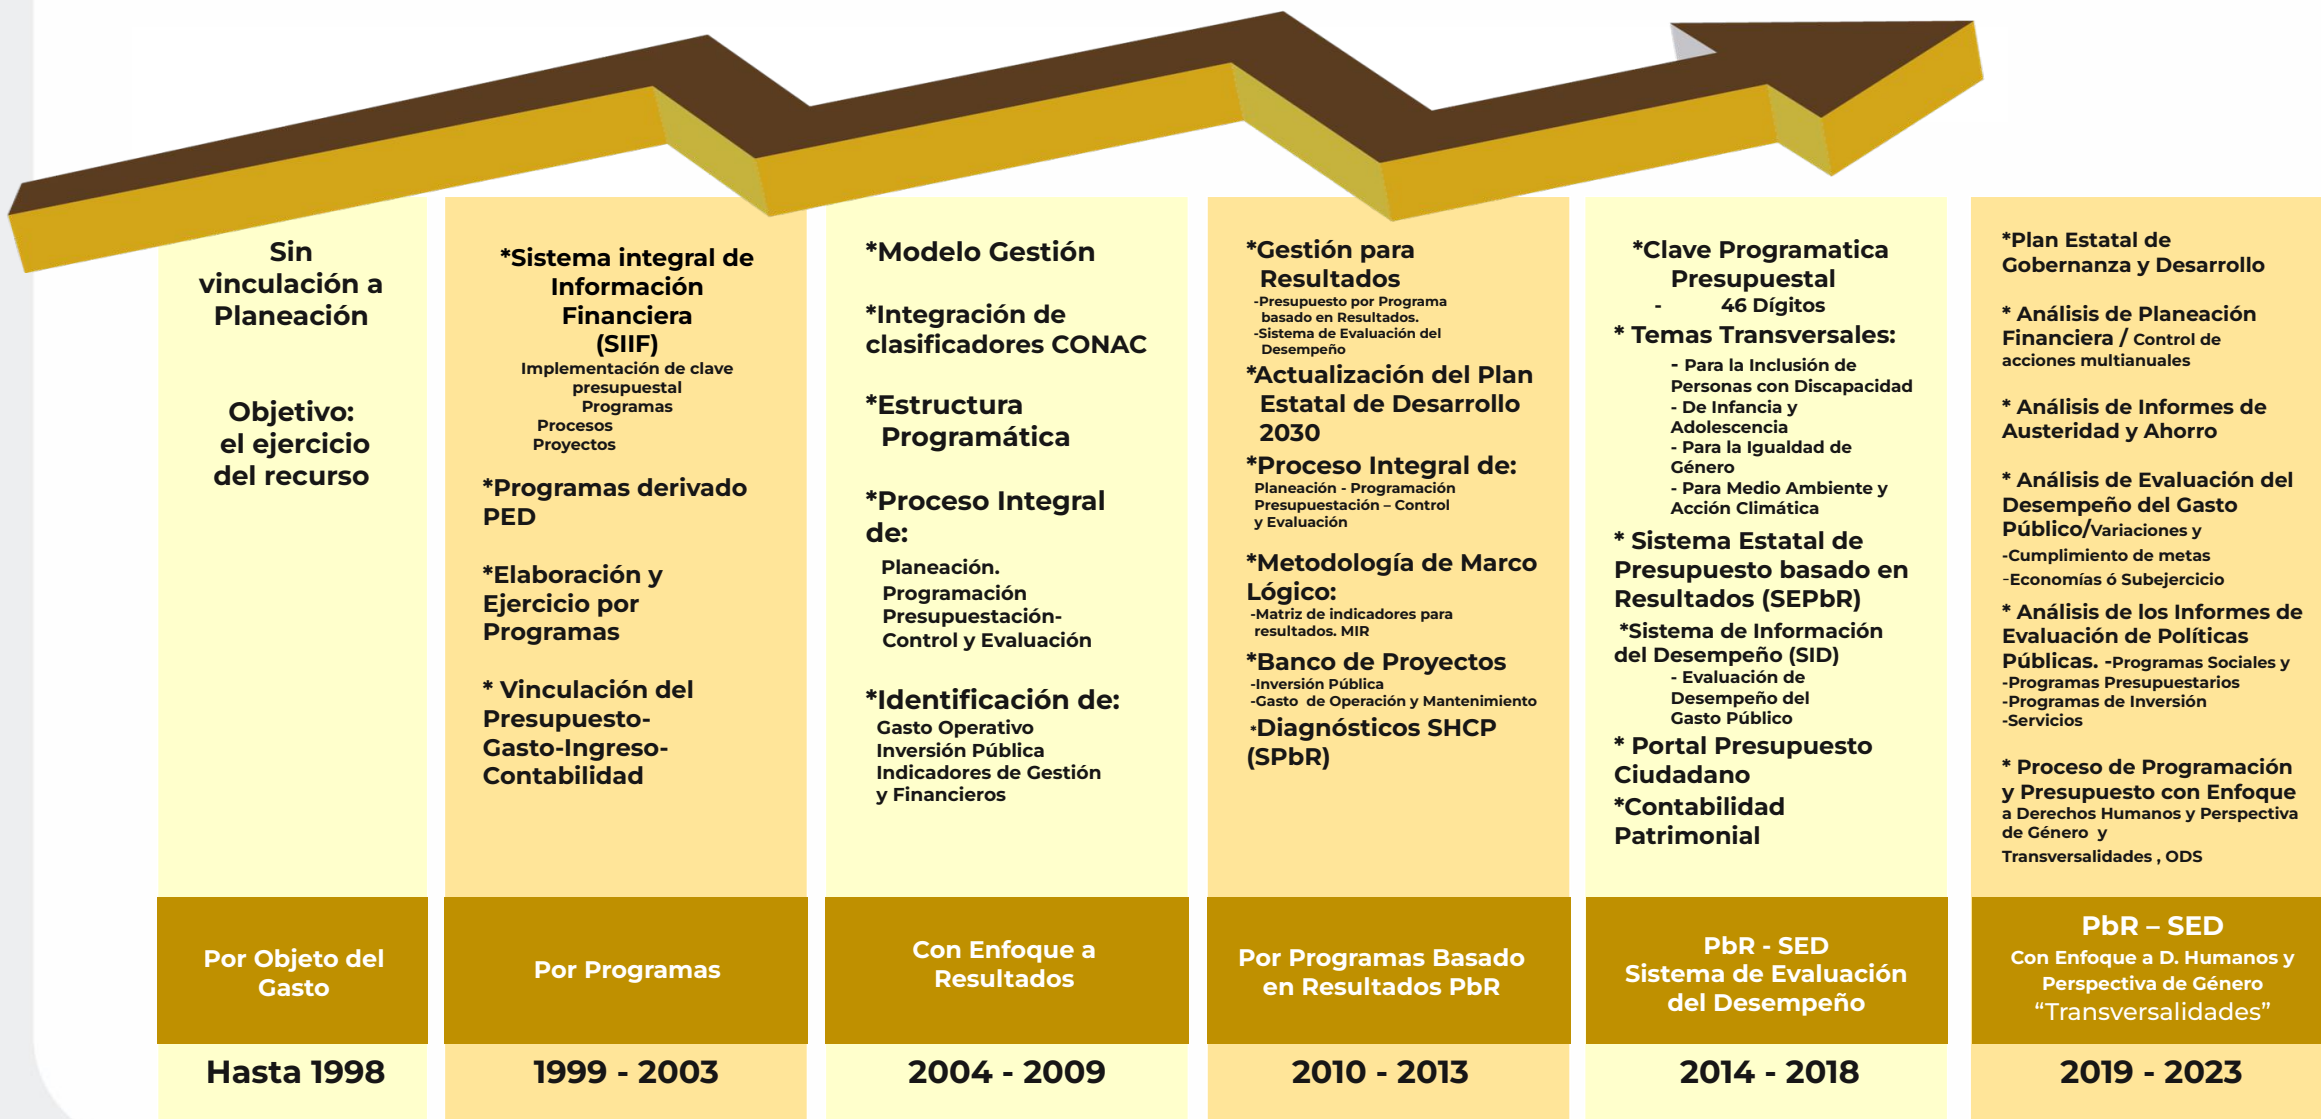 Sin
vinculación a
Planeación
Objetivo:
el ejercicio
del recurso
Por Objeto del
Gasto
Hasta 1998
*Sistema integral de
Información
Financiera
(SIIF)
Implementación de clave
presupuestal
Programas
Procesos
Proyectos
*Programas derivado
PED
*Elaboración y
Ejercicio por
Programas
* Vinculación del
Presupuesto-
Gasto-Ingreso-
Contabilidad
Por Programas
1999 - 2003
*Modelo Gestión
*Integración de
clasificadores CONAC
*Estructura
Programática
*Proceso Integral
de:
Planeación.
Programación
Presupuestación-
Control y Evaluación
*Identificación de:
Gasto Operativo
Inversión Pública
Indicadores de Gestión
y Financieros
Con Enfoque a
Resultados
2004 - 2009
*Gestión para
Resultados
-Presupuesto por Programa
basado en Resultados.
-Sistema de Evaluación del
Desempeño
*Actualización del Plan
Estatal de Desarrollo
2030
*Proceso Integral de:
Planeación - Programación
Presupuestación – Control
y Evaluación
*Metodología de Marco
Lógico:
-Matriz de indicadores para
resultados. MIR
*Banco de Proyectos
-Inversión Pública
-Gasto de Operación y Mantenimiento
*Diagnósticos SHCP
(SPbR)
Por Programas Basado
en Resultados PbR
2010 - 2013
*Clave Programatica
Presupuestal
- 46 Dígitos
* Temas Transversales:
- Para la Inclusión de
Personas con Discapacidad
- De Infancia y
Adolescencia
- Para la Igualdad de
Género
- Para Medio Ambiente y
Acción Climática
* Sistema Estatal de
Presupuesto basado en
Resultados (SEPbR)
*Sistema de Información
del Desempeño (SID)
- Evaluación de
Desempeño del
Gasto Público
* Portal Presupuesto
Ciudadano
*Contabilidad
Patrimonial
PbR - SED
Sistema de Evaluación
del Desempeño
2014 - 2018
*Plan Estatal de
Gobernanza y Desarrollo
* Análisis de Planeación
Financiera / Control de
acciones multianuales
* Análisis de Informes de
Austeridad y Ahorro
* Análisis de Evaluación del
Desempeño del Gasto
Público/Variaciones y
-Cumplimiento de metas
-Economías ó Subejercicio
* Análisis de los Informes de
Evaluación de Políticas
Públicas. -Programas Sociales y
-Programas Presupuestarios
-Programas de Inversión
-Servicios
* Proceso de Programación
y Presupuesto con Enfoque
a Derechos Humanos y Perspectiva
de Género y
Transversalidades , ODS
PbR – SED
Con Enfoque a D. Humanos y
Perspectiva de Género
“Transversalidades”
2019 - 2023